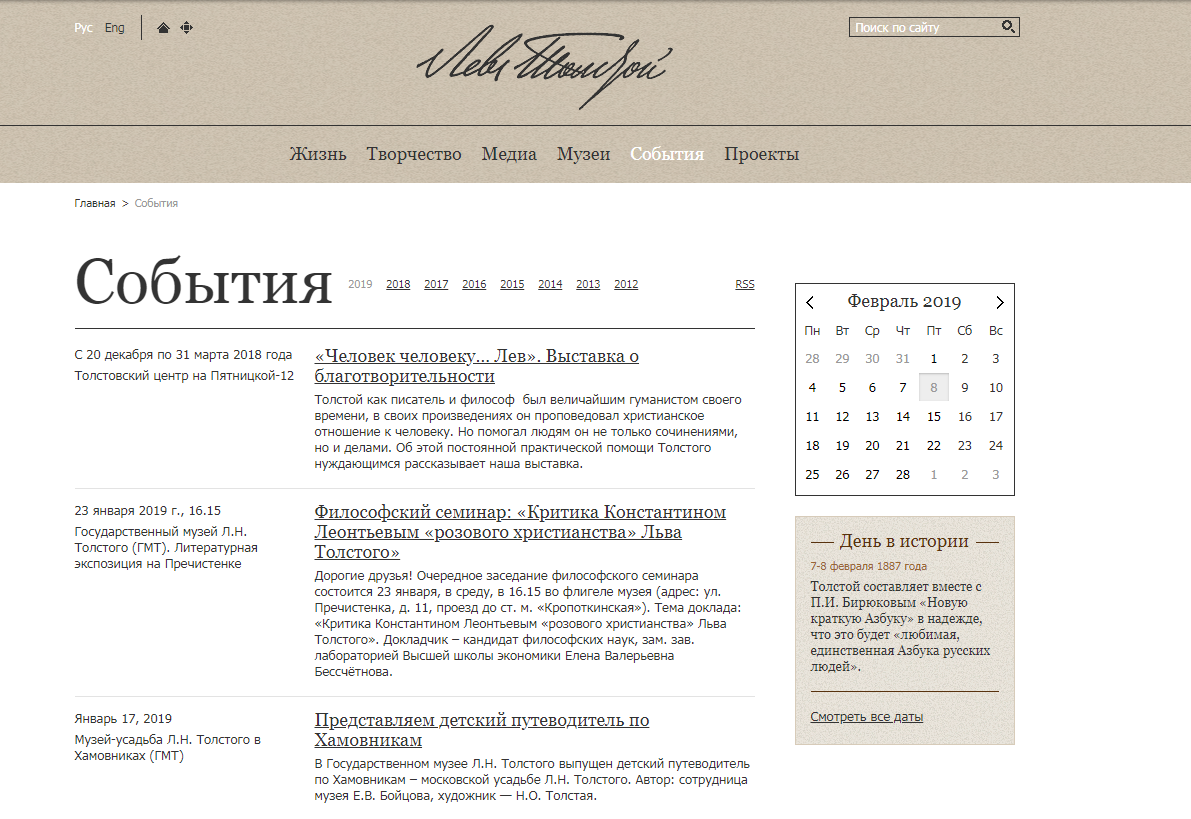 Рус Eng
Поиск по сайту
Левъ Толстой
Жизнь Творчество Медиа Музеи События Проекты
Главная > События
События 2019 2018 2017 2016 2015 2014 2013 2012 RSS
С 20 декабря по 31 марта 2018 года
Толстовский центр на Пятницкой-12
«Человек человеку... Лев». Выставка о
благотворительности
Толстой как писатель и философ был величайшим гуманистом своего
времени, в своих произведениях он проповедовал христианское
отношение к человеку. Но помогал людям он не только сочинениями,
но и делами. Об этой постоянной практической помощи Толстого
нуждающимся рассказывает наша выставка.
23 января 2019 г., 16.15
Государственный музей Л.Н.
Толстого (ГМТ). Литературная
экспозиция на Пречистенке
Философский семинар: «Критика Константином
Леонтьевым «розового христианства» Льва
Толстого»
Дорогие друзья! Очередное заседание философского семинара
состоится 23 января, в среду, в 16.15 во флигеле музея (адрес: ул.
Пречистенка, д. 11, проезд до ст. м. «Кропоткинская»). Тема доклада:
«Критика Константином Леонтьевым «розового христианства» Льва
Толстого». Докладчик – кандидат философских наук, зам. зав.
лабораторией Высшей школы экономики Елена Валерьевна
Бессчётнова.
Январь 17, 2019
Музей-усадьба Л.Н. Толстого в
Хамовниках (ГМТ)
Представляем детский путеводитель по
Хамовникам
В Государственном музее Л.Н. Толстого выпущен детский путеводитель
по Хамовникам – московской усадьбе Л.Н. Толстого. Автор: сотрудница
музея Е.В. Бойцова, художник — Н.О. Толстая.
Февраль 2019
Пн Вт Ср Чт Пт Сб Вс
28 29 30 31 1 2 3
4 5 6 7 8 9 10
11 12 13 14 15 16 17
18 19 20 21 22 23 24
25 26 27 28 1 2 3
День в истории
7-8 февраля 1887 года
Толстой составляет вместе с
П.И. Бирюковым «Новую
краткую Азбуку» в надежде,
что это будет «любимая,
единственная Азбука русских
людей».
Смотреть все даты